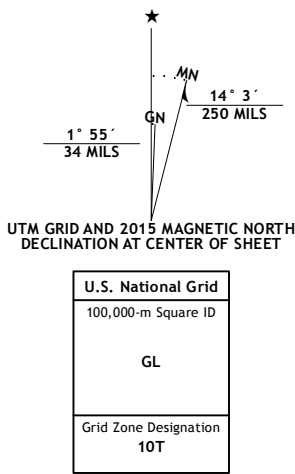 ★
MN
GN
14° 3´
250 MILS
1° 55´
34 MILS
UTM GRID AND 2015 MAGNETIC NORTH
DECLINATION AT CENTER OF SHEET
U.S. National Grid
100,000-m Square ID
GL
Grid Zone Designation
10T